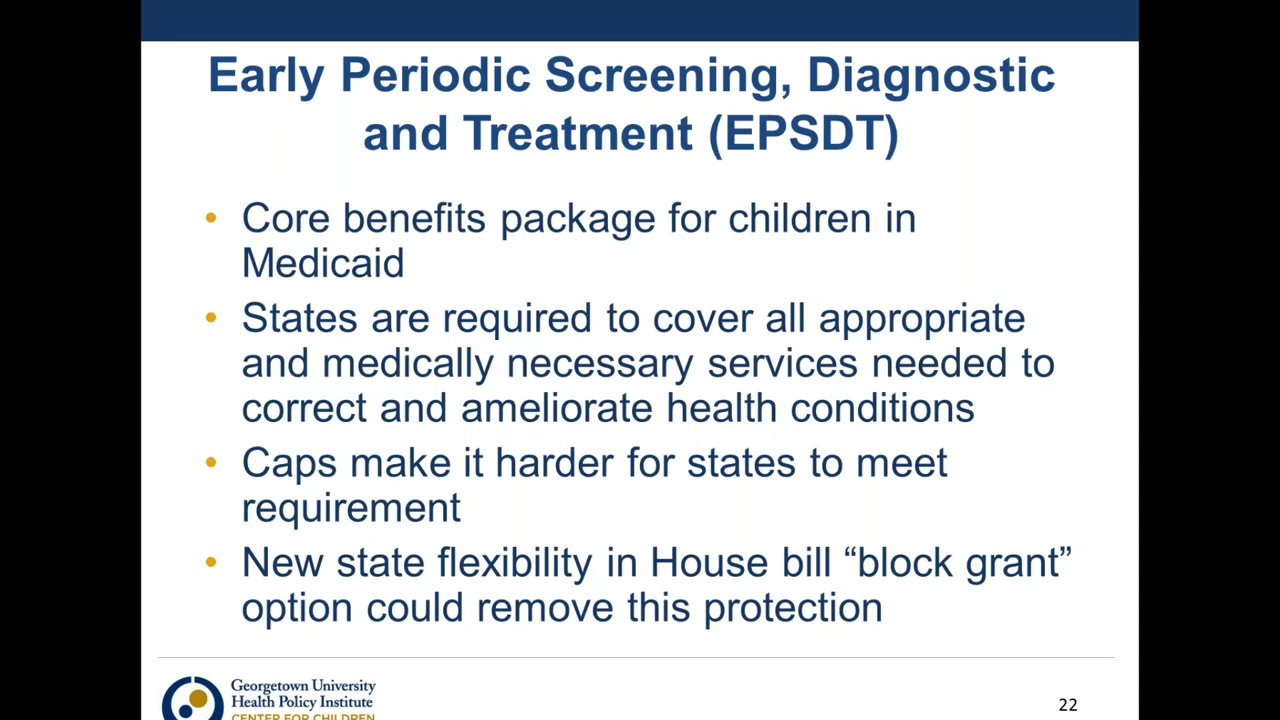 Early Periodic Screening, Diagnostic
and Treatment (EPSDT)
• Core benefits package for children in
Medicaid
• States are required to cover all appropriate
and medically necessary services needed to
correct and ameliorate health conditions
• Caps make it harder for states to meet
requirement
• New state flexibility in House bill “block grant”
option could remove this protection
Georgetown University
Health Policy Institute
CENTER FOR CHILDREN
22